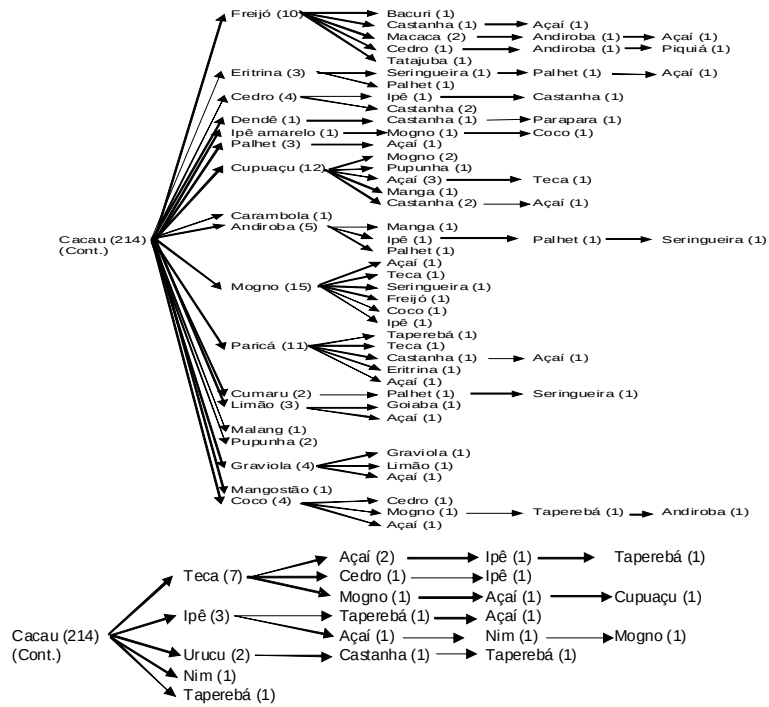 Freijó (10) Bacuri (1)
Castanha (1) Açaí (1)
Macaca (2) Andiroba (1) Açaí (1)
Cedro (1) Andiroba (1) Piquiá (1)
Tatajuba (1)
Eritrina (3) Seringueira (1) Palhet (1) Açaí (1)
Palhet (1)
Cedro (4) Ipê (1) Castanha (1)
Castanha (2)
Dendê (1) Castanha (1) Parapara (1)
Ipê amarelo (1) Mogno (1) Coco (1)
Palhet (3) Açaí (1)
Mogno (2)
Cupuaçu (12) Pupunha (1)
Açaí (3) Teca (1)
Manga (1)
Castanha (2) Açaí (1)
Carambola (1)
Andiroba (5) Manga (1)
Cacau (214) Ipê (1) Palhet (1) Seringueira (1)
(Cont.) Palhet (1)
Açaí (1)
Teca (1)
Mogno (15) Seringueira (1)
Freijó (1)
Coco (1)
Ipê (1)
Taperebá (1)
Paricá (11) Teca (1)
Castanha (1) Açaí (1)
Eritrina (1)
Açaí (1)
Cumaru (2) Palhet (1) Seringueira (1)
Limão (3) Goiaba (1)
Açaí (1)
Malang (1)
Pupunha (2)
Graviola (1)
Graviola (4) Limão (1)
Açaí (1)
Mangostão (1)
Coco (4) Cedro (1)
Mogno (1) Taperebá (1) Andiroba (1)
Açaí (1)
Açaí (2) Ipê (1) Taperebá (1)
Teca (7) Cedro (1) Ipê (1)
Mogno (1) Açaí (1) Cupuaçu (1)
Ipê (3) Taperebá (1) Açaí (1)
Cacau (214) Açaí (1) Nim (1) Mogno (1)
(Cont.) Urucu (2) Castanha (1) Taperebá (1)
Nim (1)
Taperebá (1)